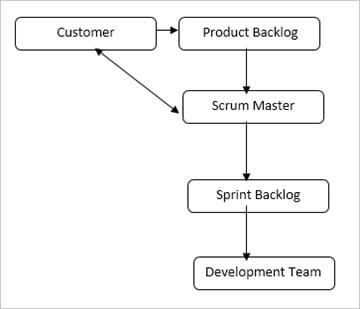 Customer
Product Backlog
Scrum Master
Sprint Backlog
Development Team